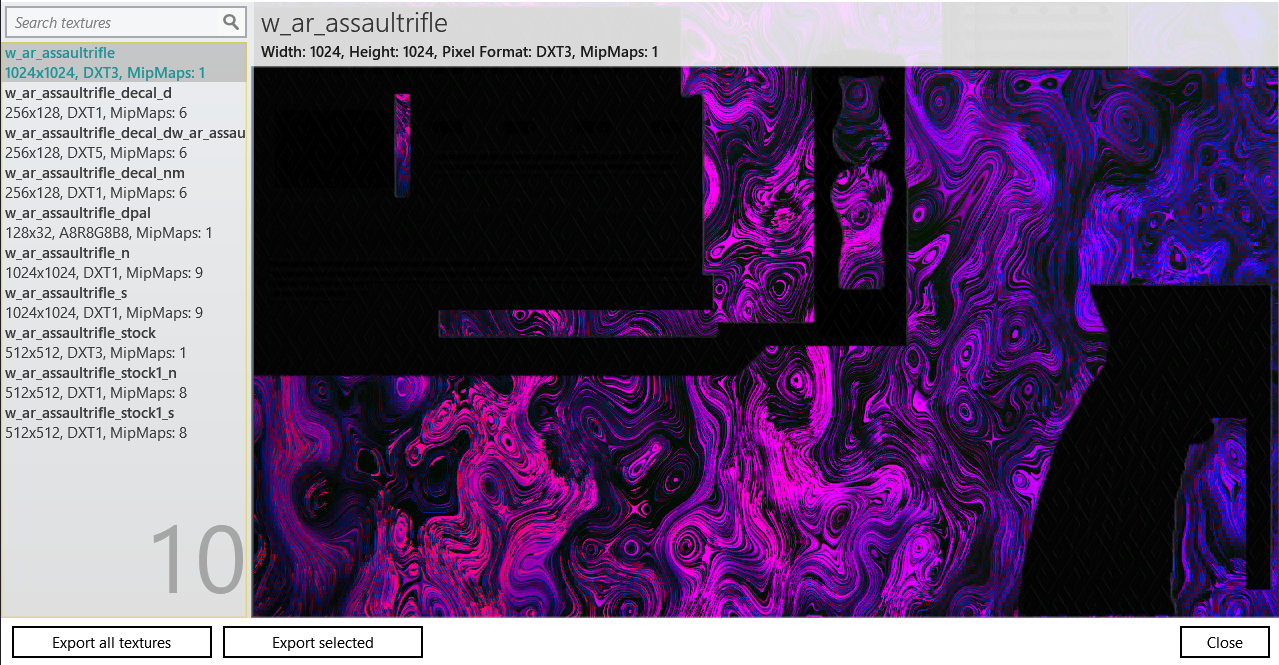 Search textures
w_ar_assaultrifle
1024x1024, DXT3, MipMaps: 1
w_ar_assaultrifle_decal_d
256x128, DXT1, MipMaps: 6
w_ar_assaultrifle_decal_dw_ar_assau
256x128, DXT5, MipMaps: 6
w_ar_assaultrifle_decal_nm
256x128, DXT1, MipMaps: 6
w_ar_assaultrifle_dpal
128x32, A8R8G8B8, MipMaps: 1
w_ar_assaultrifle_n
1024x1024, DXT1, MipMaps: 9
w_ar_assaultrifle_s
1024x1024, DXT1, MipMaps: 9
w_ar_assaultrifle_stock
512x512, DXT3, MipMaps: 1
w_ar_assaultrifle_stock1_n
512x512, DXT1, MipMaps: 8
w_ar_assaultrifle_stock1_s
512x512, DXT1, MipMaps: 8
10
w_ar_assaultrifle
Width: 1024, Height: 1024, Pixel Format: DXT3, MipMaps: 1
Export all textures
Export selected
Close